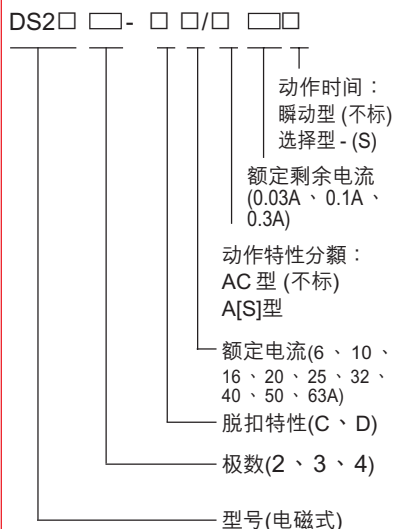 DS2□ □-□ □/□ □□
动作时间：
瞬动型 (不标)
选择型 - (S)
额定剩余电流
(0.03A、0.1A、
0.3A)
动作特性分類：
AC 型 (不标)
A[S]型
额定电流(6、10、
16、20、25、32、
40、50、63A)
脱扣特性(C、D)
极数(2、3、4)
型号(电磁式)